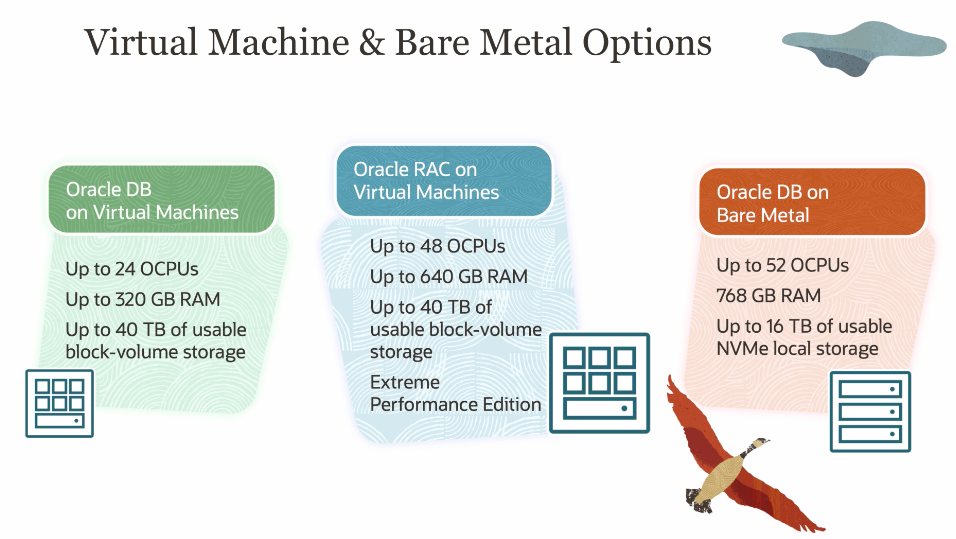 Virtual Machine & Bare Metal Options
Oracle DB
on Virtual Machines
Up to 24 OCPUs
Up to 320 GB RAM
Up to 40 TB of usable
block-volume storage
Oracle RAC on
Virtual Machines
Up to 48 OCPUs
Up to 640 GB RAM
Up to 40 TB of
usable block-volume
storage
Extreme
Performance Edition
Oracle DB on
Bare Metal
Up to 52 OCPUs
768 GB RAM
Up to 16 TB of usable
NVMe local storage